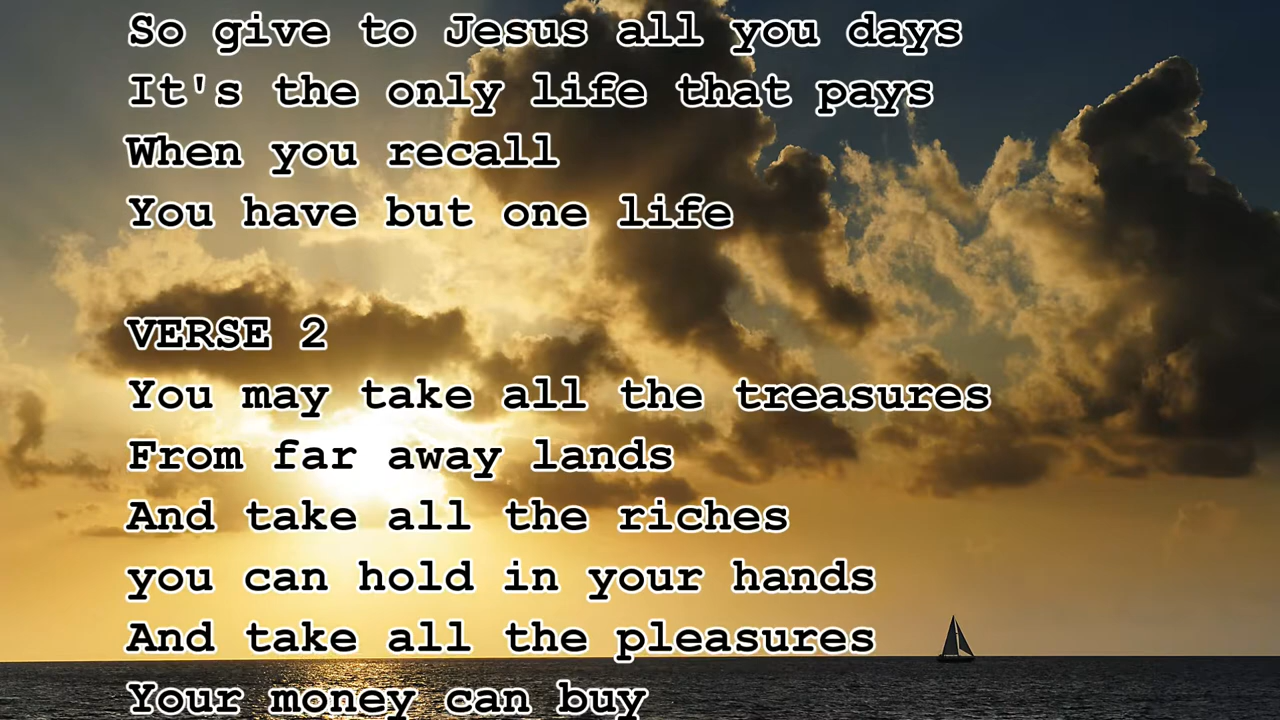 So give to Jesus all you days
It's the only life that pays
When you recall
You have but one life
VERSE 2
You may take all the treasures
From far away lands
And take all the riches
you can hold in your hands
And take all the pleasures
Your money can buy